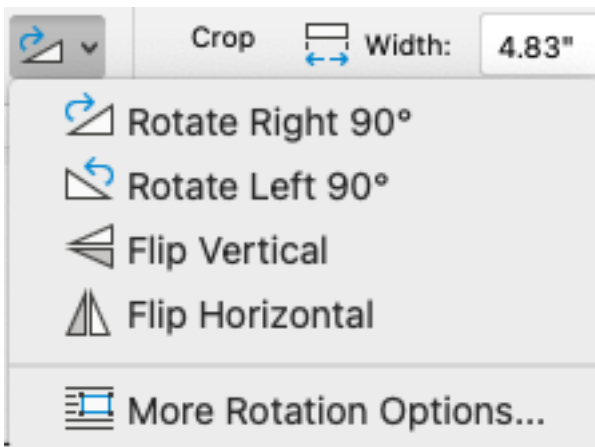 Crop Width: 4.83"
Rotate Right 90°
Rotate Left 90°
Flip Vertical
Flip Horizontal
More Rotation Options...